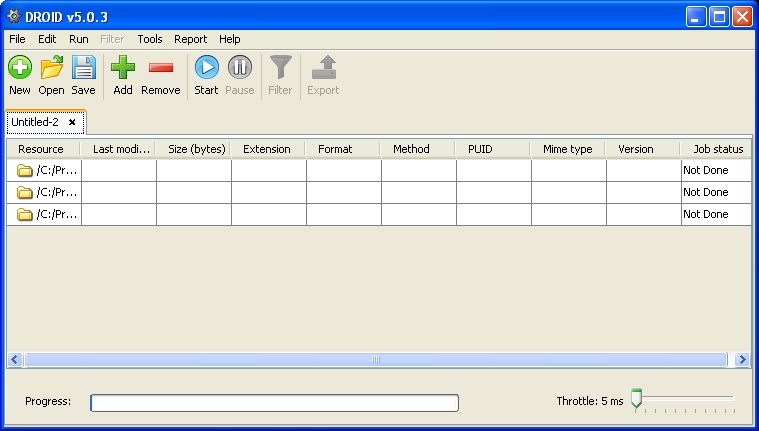 DROID v5.0.3
File Edit Run Filter Tools Report Help
New Open Save Add Remove Start Pause Filter Export
Untitled-2
Resource Last modi... Size (bytes) Extension Format Method PUID Mime type Version Job status
/C:/Pr... Not Done
/C:/Pr... Not Done
/C:/Pr... Not Done
Progress: Throttle: 5 ms